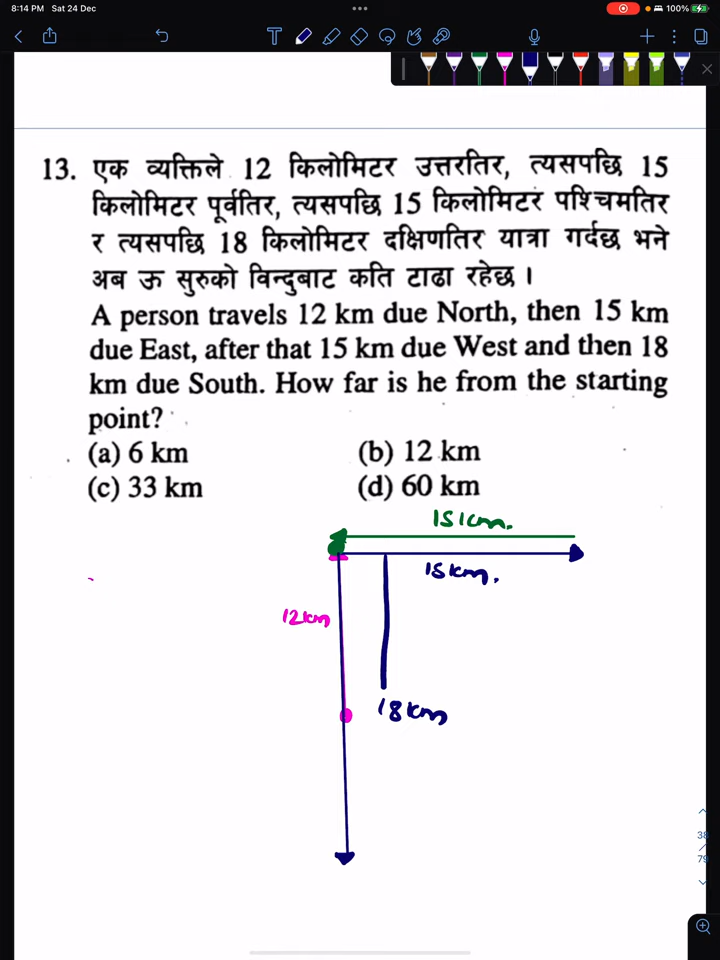 8:14 PM Sat 24 Dec
100%
13. एक व्यक्तिले 12 किलोमिटर उत्तरतिर, त्यसपछि 15
किलोमिटर पूर्वतिर, त्यसपछि 15 किलोमिटर पश्चिमतिर
र त्यसपछि 18 किलोमिटर दक्षिणतिर यात्रा गर्दछ भने
अब ऊ सुरुको विन्दुबाट कति टाढा रहेछ ।
A person travels 12 km due North, then 15 km
due East, after that 15 km due West and then 18
km due South. How far is he from the starting
point?
(a) 6 km (b) 12 km
(c) 33 km (d) 60 km
15km.
15km.
12km
18km
38
79